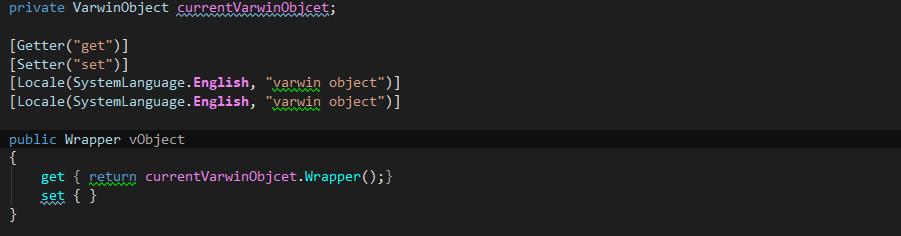 private VarwinObject currentVarwinObjcet;
[Getter("get")]
[Setter("set")]
[Locale(SystemLanguage.English, "varwin object")]
[Locale(SystemLanguage.English, "varwin object")]
public Wrapper vObject
{
get { return currentVarwinObjcet.Wrapper();}
set { }
}